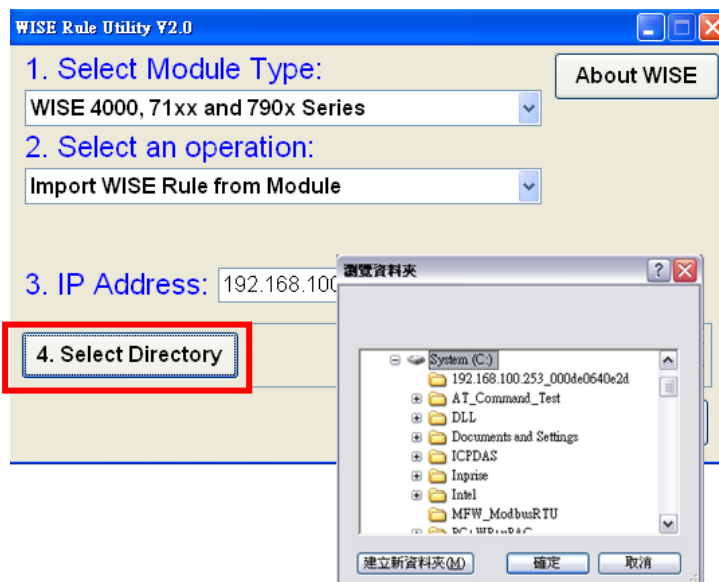 WISE Rule Utility V2.0
1. Select Module Type:
About WISE
WISE 4000, 71xx and 790x Series
2. Select an operation:
Import WISE Rule from Module
3. IP Address:
192.168.100
4. Select Directory
瀏覽資料夾
System (C:)
192.168.100.253_000de0640e2d
AT_Command_Test
DLL
Documents and Settings
ICPDAS
Inprise
Intel
MFW_ModbusRTU
建立新資料夾(M)
確定
取消